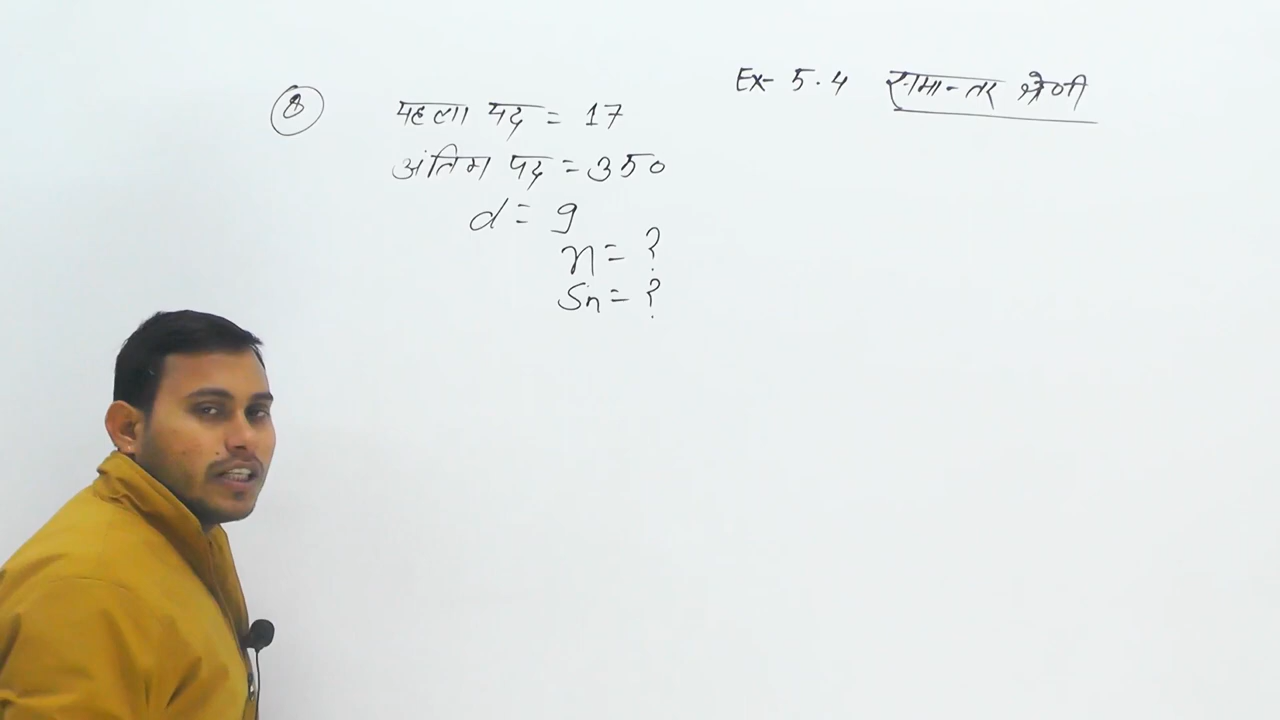 Ex- 5.4 समान्तर श्रेणी
8 पहला पद = 17
अंतिम पद = 350
d = 9
n = ?
Sn = ?